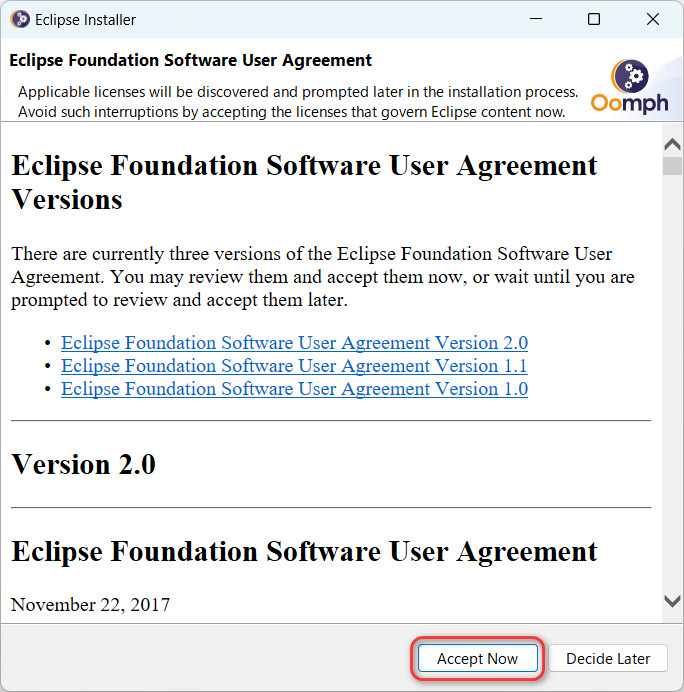 Eclipse Installer
Eclipse Foundation Software User Agreement
Applicable licenses will be discovered and prompted later in the installation process.
Avoid such interruptions by accepting the licenses that govern Eclipse content now.
Oomph
Eclipse Foundation Software User Agreement
Versions
There are currently three versions of the Eclipse Foundation Software User
Agreement. You may review them and accept them now, or wait until you are
prompted to review and accept them later.
• Eclipse Foundation Software User Agreement Version 2.0
• Eclipse Foundation Software User Agreement Version 1.1
• Eclipse Foundation Software User Agreement Version 1.0
Version 2.0
Eclipse Foundation Software User Agreement
November 22, 2017
Accept Now Decide Later